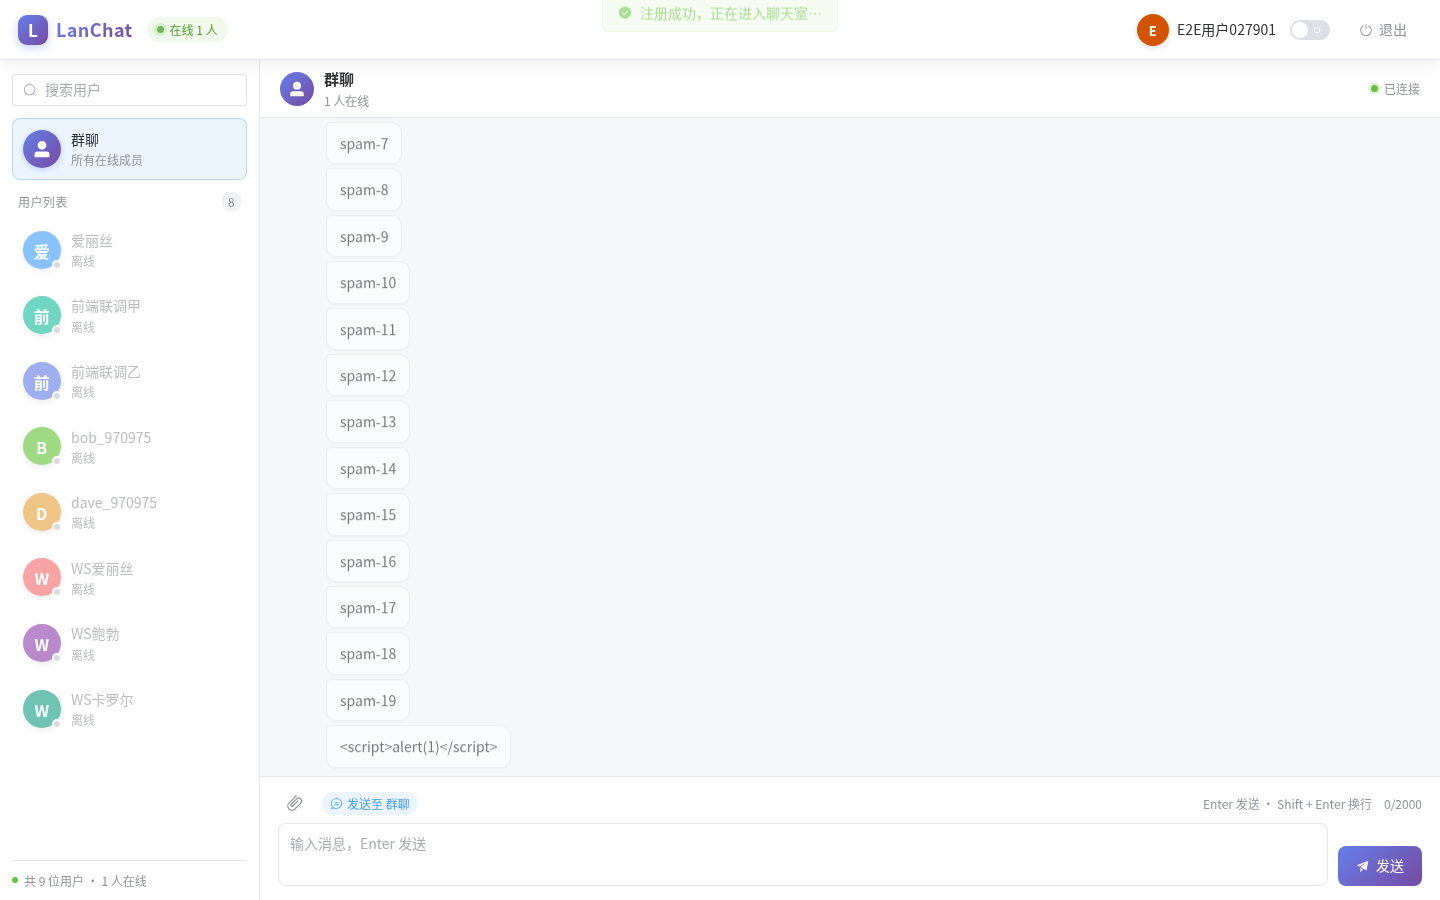 L LanChat 在线 1 人
注册成功，正在进入聊天室…
E E2E用户027901 退出
搜索用户
群聊
所有在线成员
用户列表 8
爱 爱丽丝
离线
前 前端联调甲
离线
前 前端联调乙
离线
B bob_970975
离线
D dave_970975
离线
W WS爱丽丝
离线
W WS鲍勃
离线
W WS卡罗尔
离线
共 9 位用户 · 1 人在线
群聊
1 人在线
已连接
spam-7
spam-8
spam-9
spam-10
spam-11
spam-12
spam-13
spam-14
spam-15
spam-16
spam-17
spam-18
spam-19
&lt;script&gt;alert(1)&lt;/script&gt;
发送至 群聊
Enter 发送 · Shift + Enter 换行 0/2000
输入消息，Enter 发送
发送